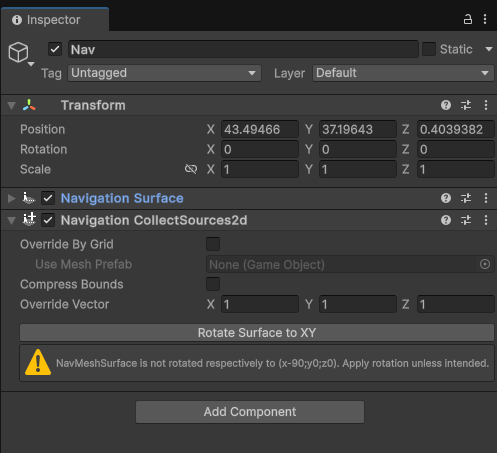 Inspector
Nav
Static
Tag Untagged Layer Default
Transform
Position X 43.49466 Y 37.19643 Z 0.4039382
Rotation X 0 Y 0 Z 0
Scale X 1 Y 1 Z 1
Navigation Surface
Navigation CollectSources2d
Override By Grid
Use Mesh Prefab None (Game Object)
Compress Bounds
Override Vector X 1 Y 1 Z 1
Rotate Surface to XY
NavMeshSurface is not rotated respectively to (x-90;y0;z0). Apply rotation unless intended.
Add Component